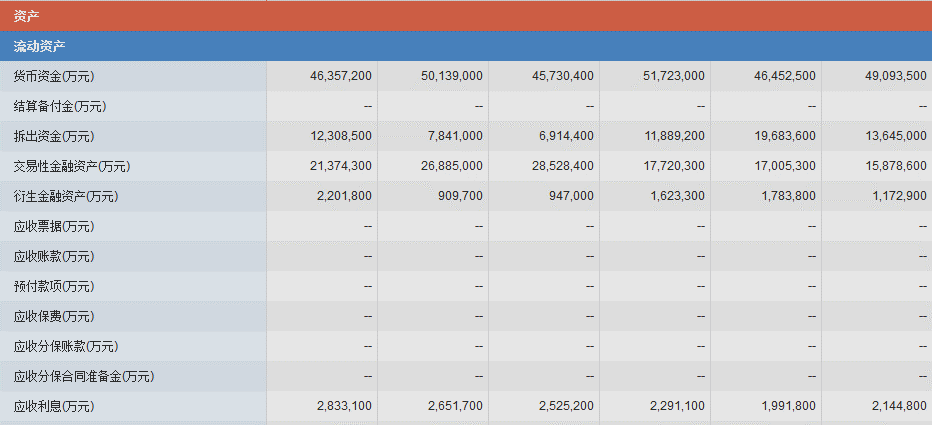 资产
流动资产
货币资金(万元) 46,357,200 50,139,000 45,730,400 51,723,000 46,452,500 49,093,500
结算备付金(万元) -- -- -- -- -- --
拆出资金(万元) 12,308,500 7,841,000 6,914,400 11,889,200 19,683,600 13,645,000
交易性金融资产(万元) 21,374,300 26,885,000 28,528,400 17,720,300 17,005,300 15,878,600
衍生金融资产(万元) 2,201,800 909,700 947,000 1,623,300 1,783,800 1,172,900
应收票据(万元) -- -- -- -- -- --
应收账款(万元) -- -- -- -- -- --
预付款项(万元) -- -- -- -- -- --
应收保费(万元) -- -- -- -- -- --
应收分保账款(万元) -- -- -- -- -- --
应收分保合同准备金(万元) -- -- -- -- -- --
应收利息(万元) 2,833,100 2,651,700 2,525,200 2,291,100 1,991,800 2,144,800